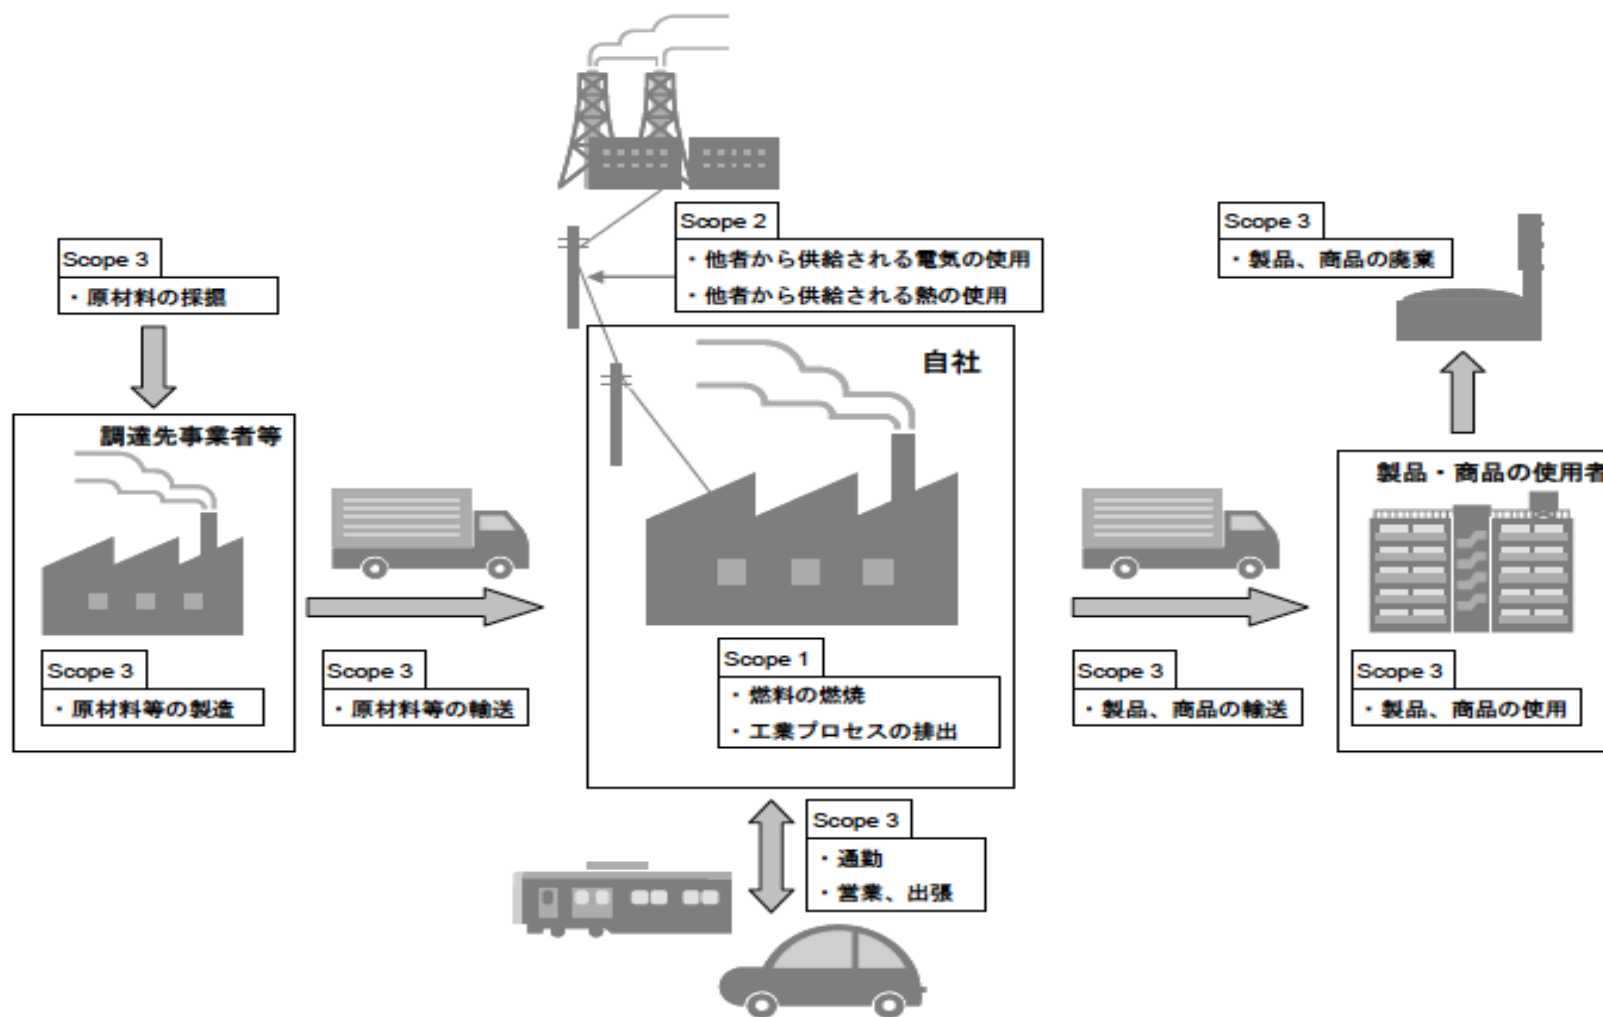 Scope 2
・他者から供給される電気の使用
・他者から供給される熱の使用
Scope 3
・原材料の採掘
Scope 3
・製品、商品の廃棄
自社
調達先事業者等
製品・商品の使用者
Scope 3
・原材料等の製造
Scope 3
・原材料等の輸送
Scope 1
・燃料の燃焼
・工業プロセスの排出
Scope 3
・製品、商品の輸送
Scope 3
・製品、商品の使用
Scope 3
・通勤
・営業、出張